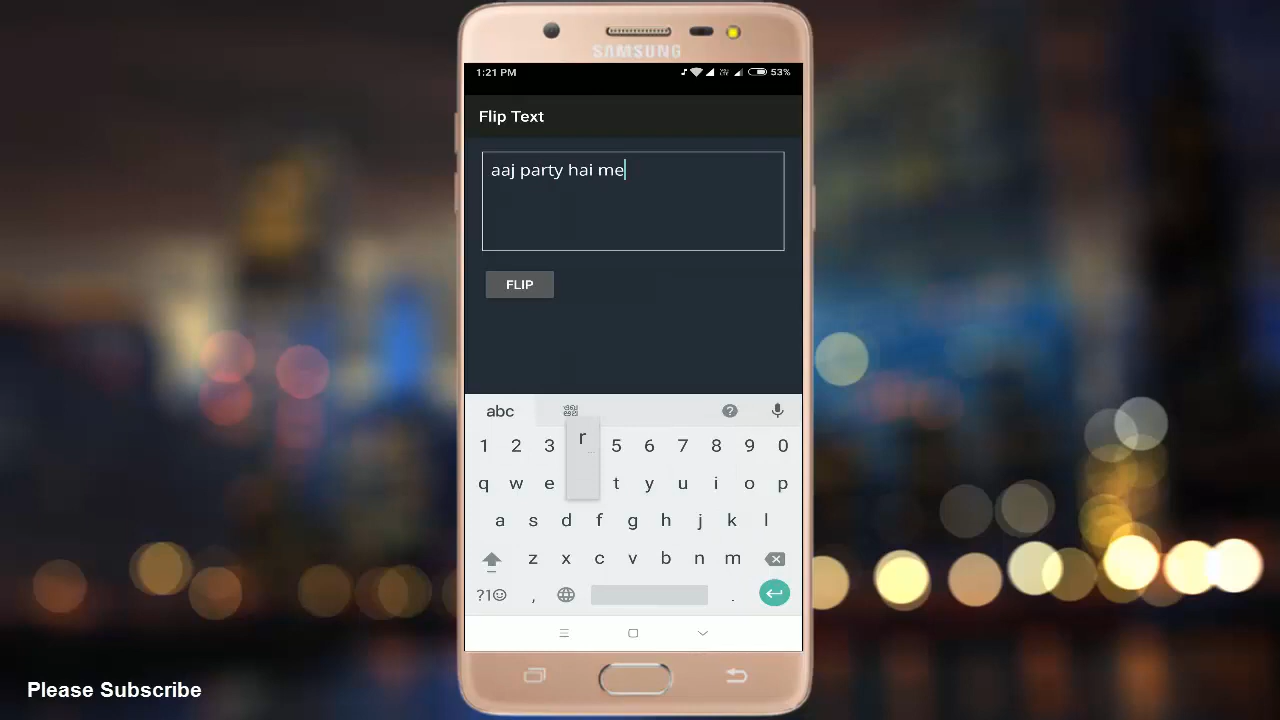 SAMSUNG
1:21 PM 53%
Flip Text
aaj party hai me
FLIP
abc
r
1 2 3 5 6 7 8 9 0
q w e t y u i o p
a s d f g h j k l
z x c v b n m
?1☺ , .
Please Subscribe